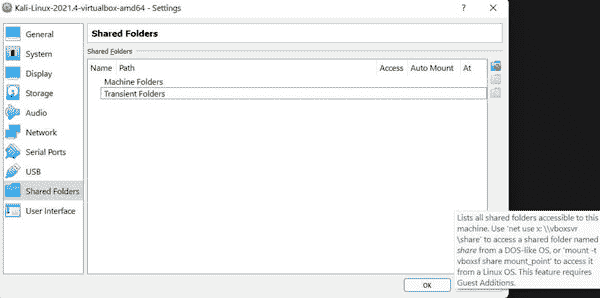 Kali-Linux-2021.4-virtualbox-amd64 - Settings
General
System
Display
Storage
Audio
Network
Serial Ports
USB
Shared Folders
User Interface
Shared Folders
Shared Folders
Name Path Access Auto Mount At
Machine Folders
Transient Folders
OK
Lists all shared folders accessible to this
machine. Use 'net use x: \\vboxsvr
\share' to access a shared folder named
share from a DOS-like OS, or 'mount -t
vboxsf share mount_point' to access it
from a Linux OS. This feature requires
Guest Additions.